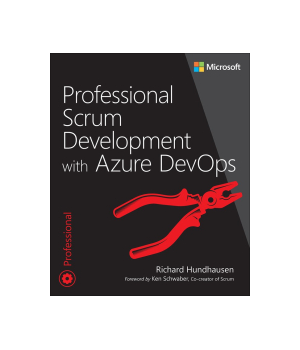 Microsoft
Professional
Scrum
Development
with Azure DevOps
Professional
Richard Hundhausen
Foreword by Ken Schwaber, Co-creator of Scrum